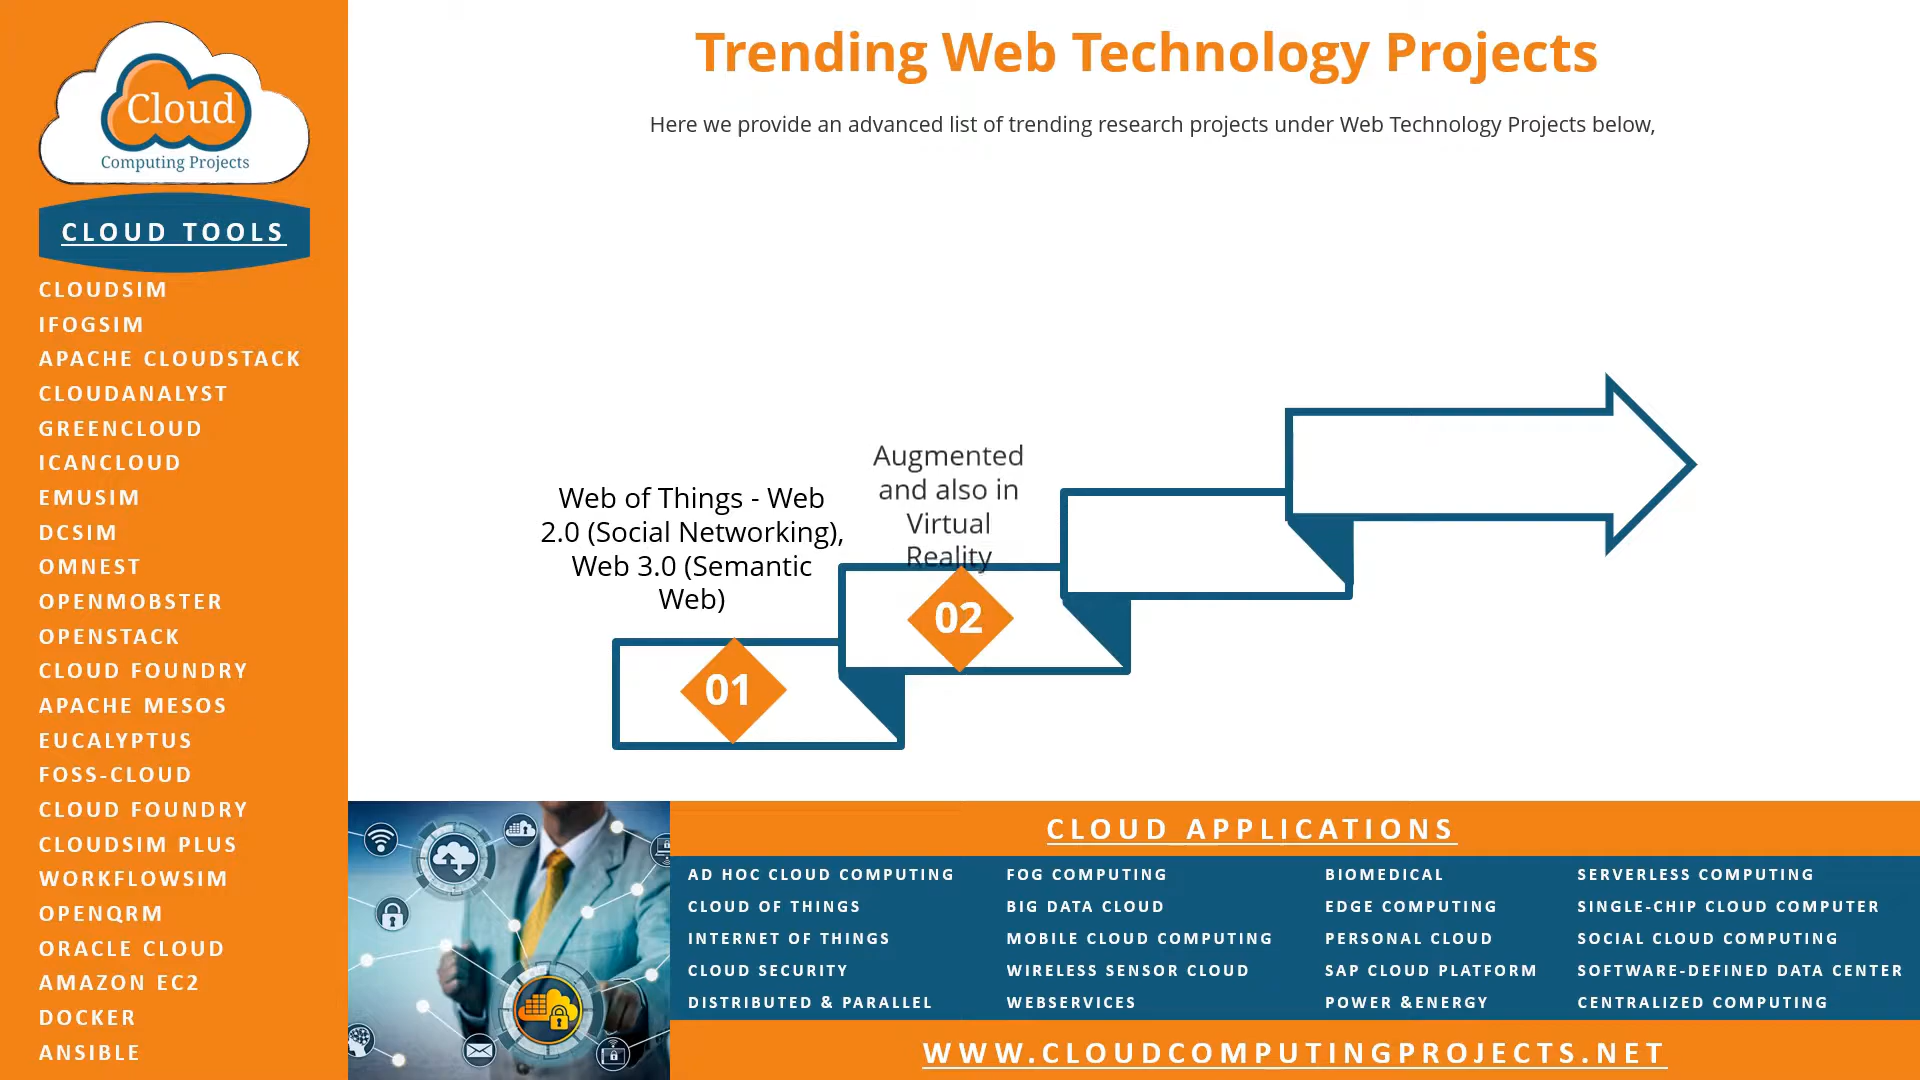 Cloud
Computing Projects
CLOUD TOOLS
CLOUDSIM
IFOGSIM
APACHE CLOUDSTACK
CLOUDANALYST
GREENCLOUD
ICANCLOUD
EMUSIM
DCSIM
OMNEST
OPENMOBSTER
OPENSTACK
CLOUD FOUNDRY
APACHE MESOS
EUCALYPTUS
FOSS-CLOUD
CLOUD FOUNDRY
CLOUDSIM PLUS
WORKFLOWSIM
OPENQRM
ORACLE CLOUD
AMAZON EC2
DOCKER
ANSIBLE
Trending Web Technology Projects
Here we provide an advanced list of trending research projects under Web Technology Projects below,
Web of Things - Web
2.0 (Social Networking),
Web 3.0 (Semantic
Web)
01
Augmented
and also in
Virtual
Reality
02
CLOUD APPLICATIONS
AD HOC CLOUD COMPUTING
CLOUD OF THINGS
INTERNET OF THINGS
CLOUD SECURITY
DISTRIBUTED & PARALLEL
FOG COMPUTING
BIG DATA CLOUD
MOBILE CLOUD COMPUTING
WIRELESS SENSOR CLOUD
WEBSERVICES
BIOMEDICAL
EDGE COMPUTING
PERSONAL CLOUD
SAP CLOUD PLATFORM
POWER &ENERGY
SERVERLESS COMPUTING
SINGLE-CHIP CLOUD COMPUTER
SOCIAL CLOUD COMPUTING
SOFTWARE-DEFINED DATA CENTER
CENTRALIZED COMPUTING
WWW.CLOUDCOMPUTINGPROJECTS.NET